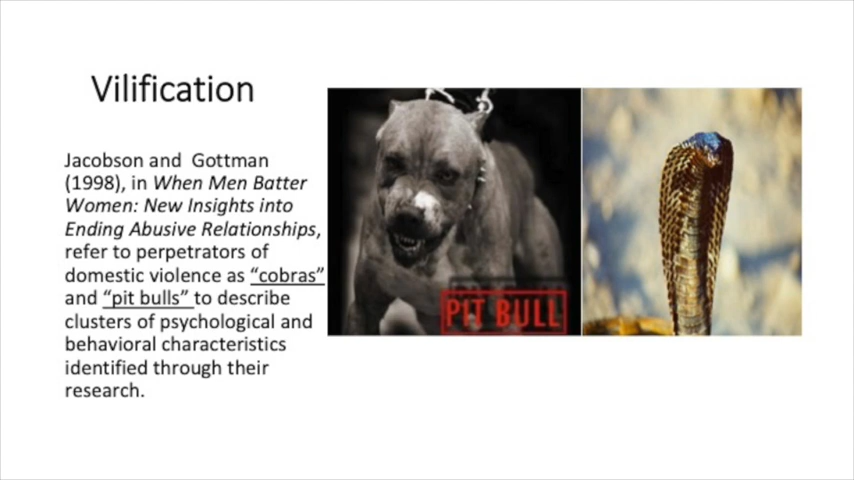 Vilification
Jacobson and Gottman
(1998), in When Men Batter
Women: New Insights into
Ending Abusive Relationships,
refer to perpetrators of
domestic violence as “cobras”
and “pit bulls” to describe
clusters of psychological and
behavioral characteristics
identified through their
research.
PIT BULL